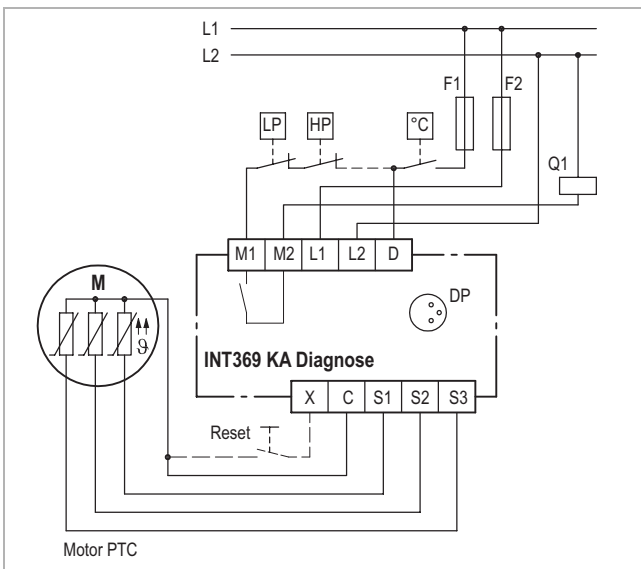 L1
L2
F1 F2
LP HP °C
Q1
M1 M2 L1 L2 D
M
DP
ϑ
INT369 KA Diagnose
X C S1 S2 S3
Reset
Motor PTC